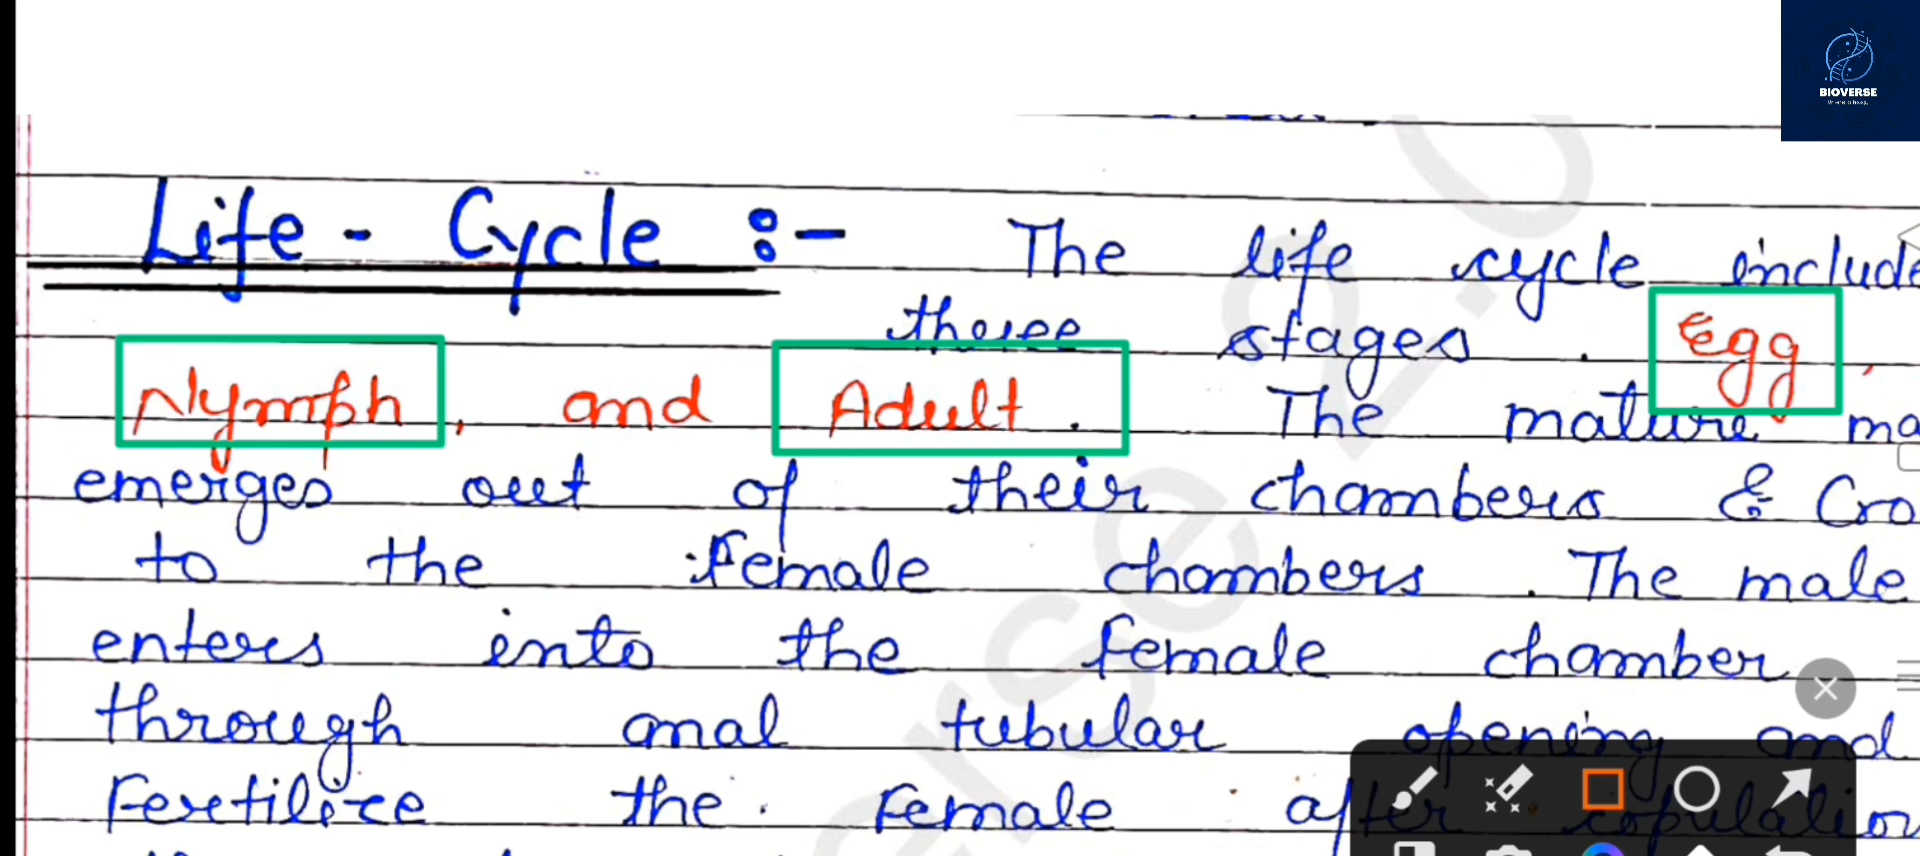 BIOVERSE
Life - Cycle :- The life cycle include
three stages . Egg ,
Nymph , and Adult . The mature ma
emerges out of their chambers & Cra
to the female chambers . The male
enters into the female chamber
through anal tubular opening and
Fertilize the female after copulation